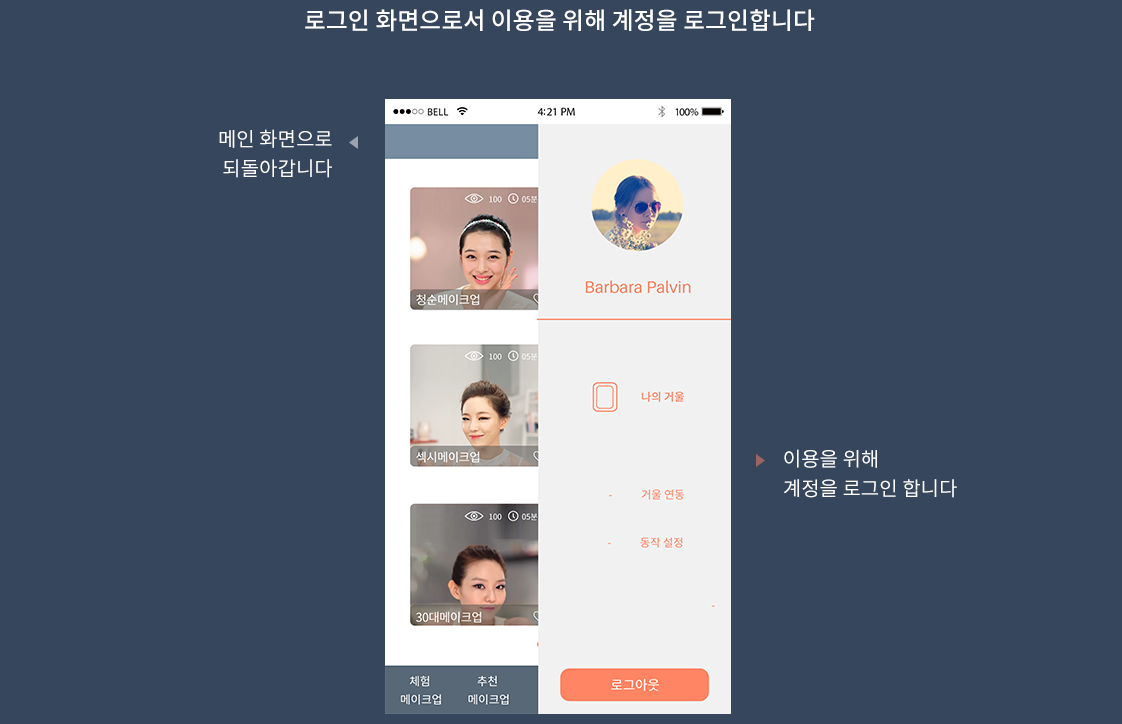 로그인 화면으로서 이용을 위해 계정을 로그인합니다
메인 화면으로
되돌아갑니다
BELL
4:21 PM
100%
100 05분
청순메이크업
100 05분
섹시메이크업
100 05분
30대메이크업
체험
메이크업
추천
메이크업
Barbara Palvin
나의 거울
- 거울 연동
- 동작 설정
-
로그아웃
이용을 위해
계정을 로그인 합니다